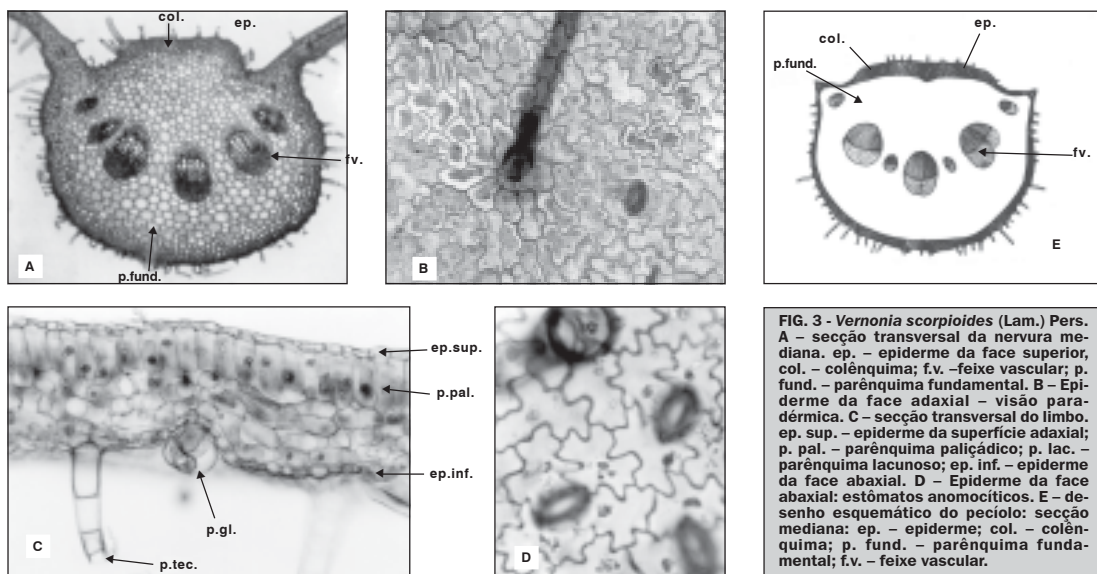 col.
ep.
fv.
p.fund.
A
B
ep.
col.
p.fund.
fv.
E
ep.sup.
p.pal.
ep.inf.
p.gl.
p.tec.
C
D
FIG. 3 - Vernonia scorpioides (Lam.) Pers.
A – secção transversal da nervura me-
diana. ep. – epiderme da face superior,
col. – colênquima; f.v. –feixe vascular; p.
fund. – parênquima fundamental. B – Epi-
derme da face adaxial – visão para-
dérmica. C – secção transversal do limbo.
ep. sup. – epiderme da superfície adaxial;
p. pal. – parênquima paliçádico; p. lac. –
parênquima lacunoso; ep. inf. – epiderme
da face abaxial. D – Epiderme da face
abaxial: estômatos anomocíticos. E – de-
senho esquemático do pecíolo: secção
mediana: ep. – epiderme; col. – colên-
quima; p. fund. – parênquima funda-
mental; f.v. – feixe vascular.